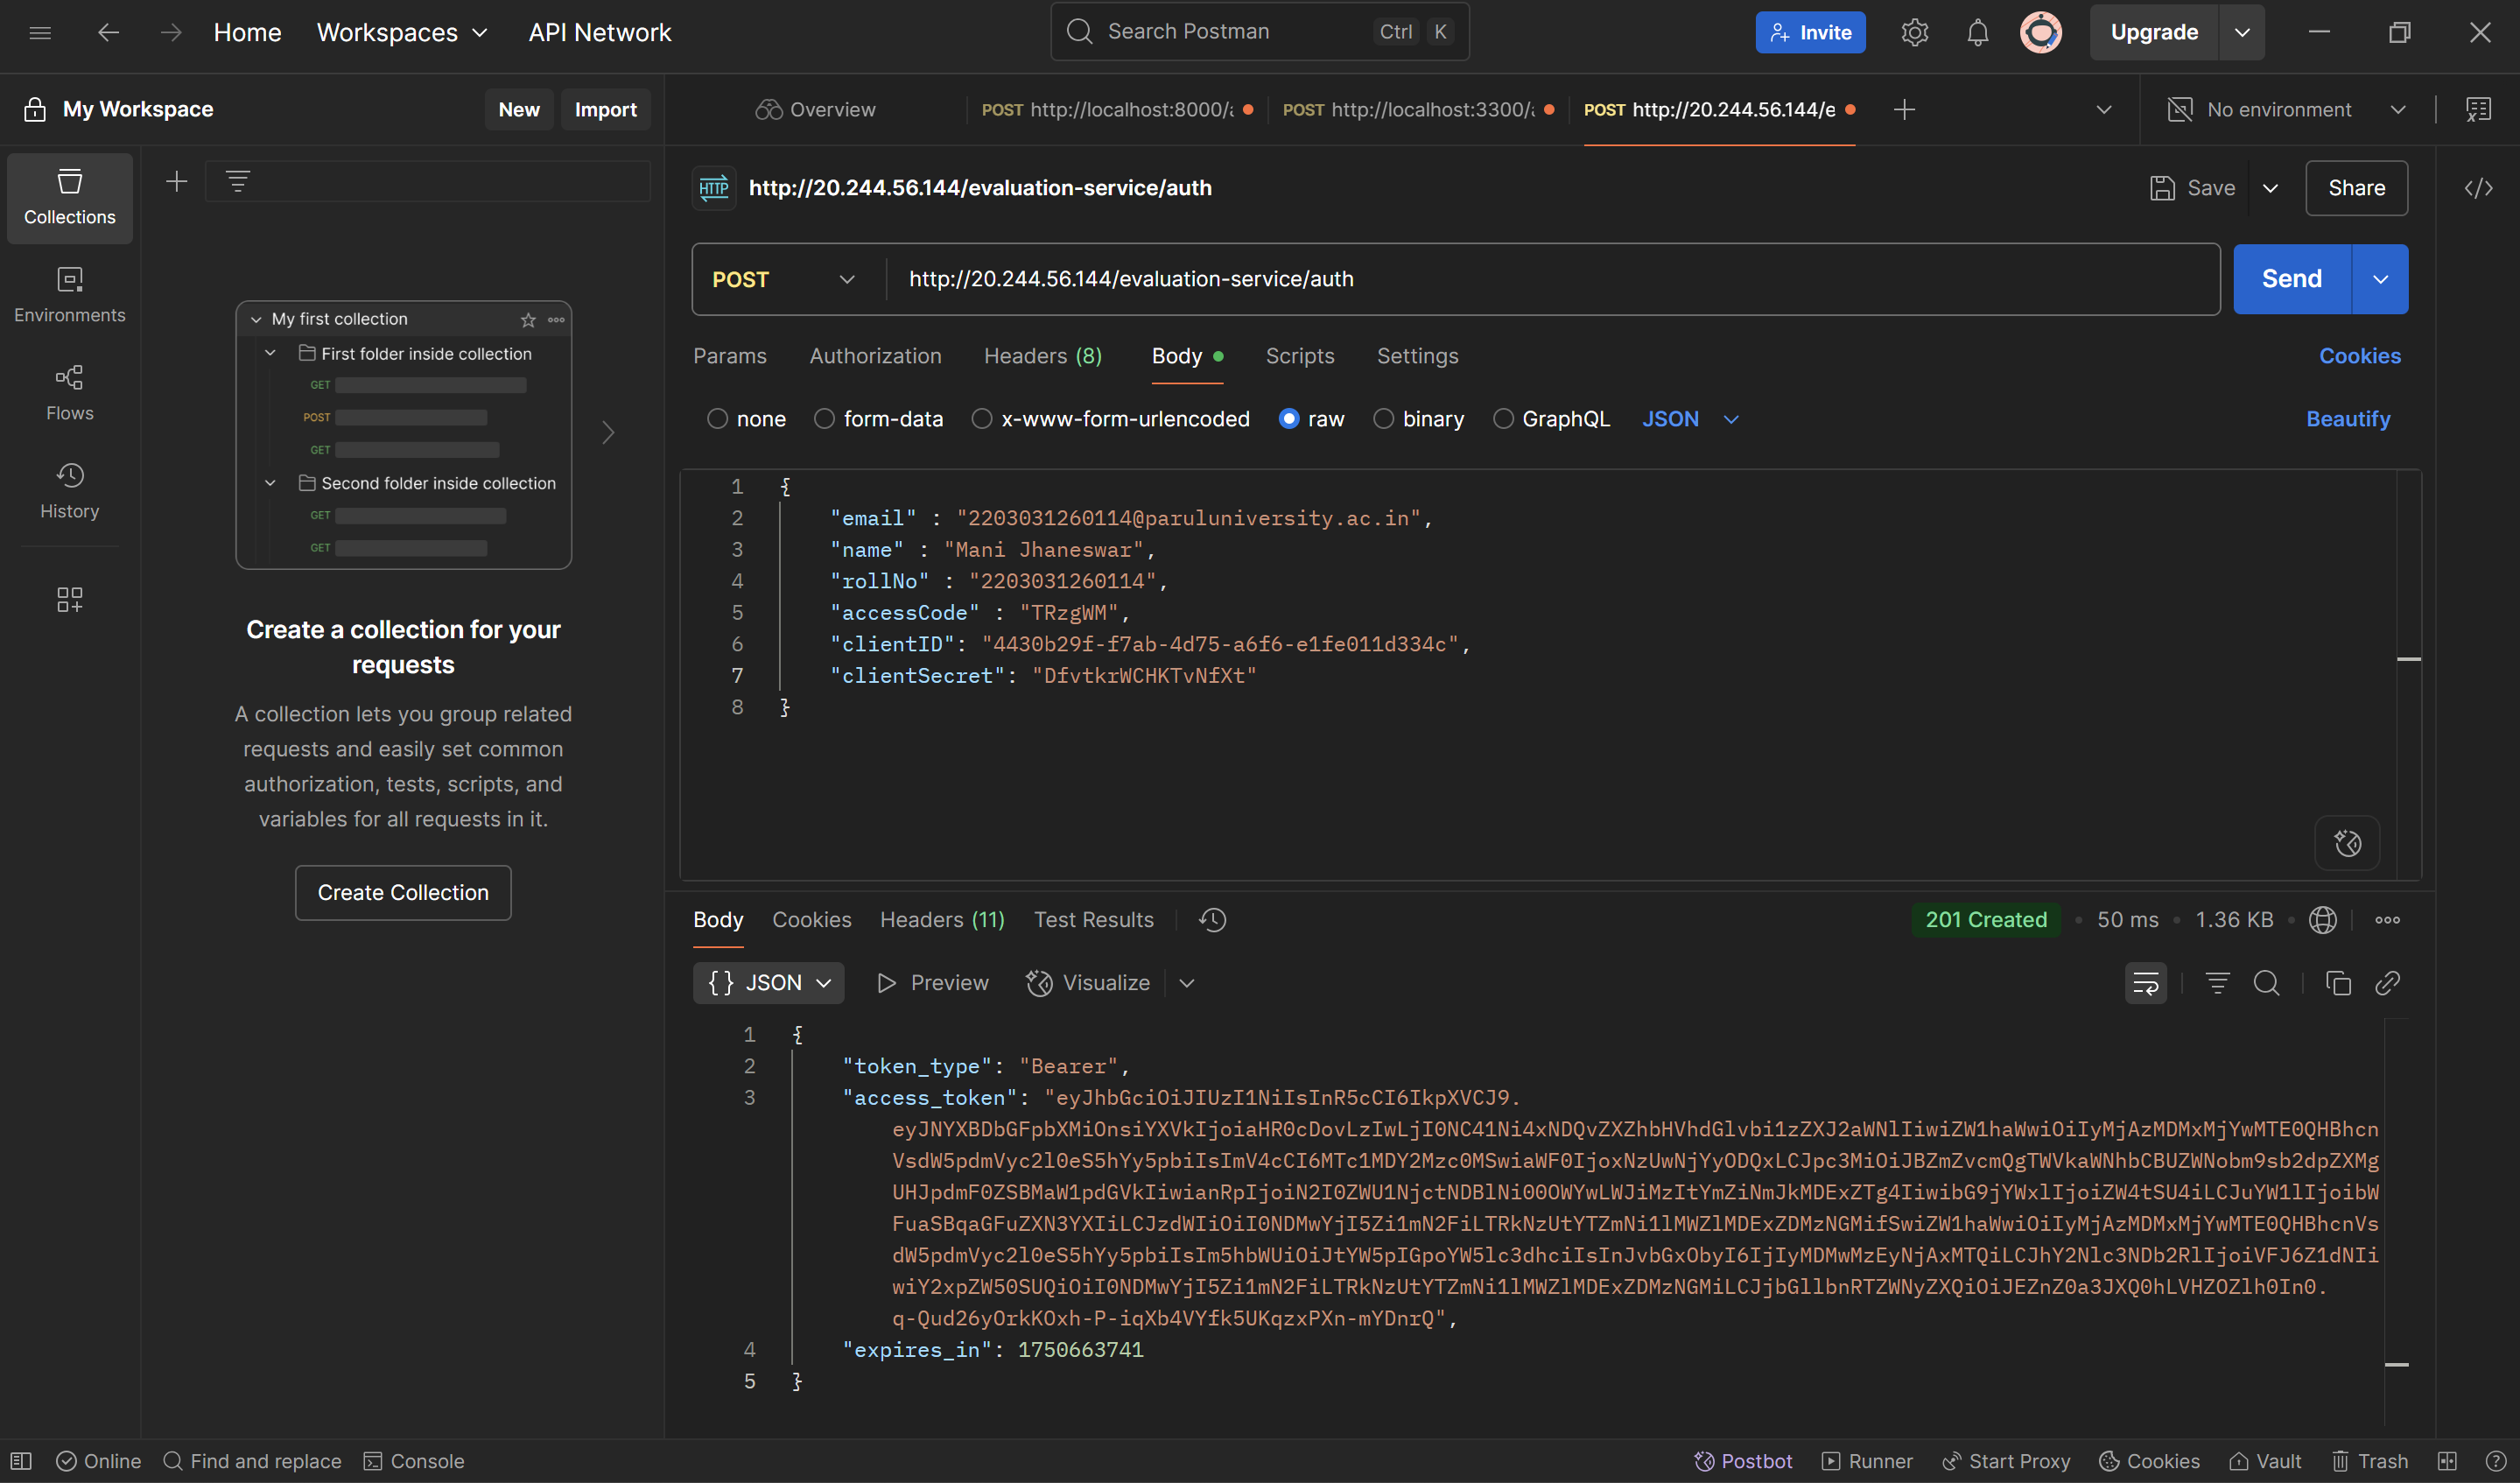 Home Workspaces API Network Search Postman Ctrl K Invite Upgrade
My Workspace New Import Overview POST http://localhost:8000/a POST http://localhost:3300/a POST http://20.244.56.144/e No environment
Collections
Environments
Flows
History
My first collection
First folder inside collection
GET
POST
GET
Second folder inside collection
GET
GET
Create a collection for your
requests
A collection lets you group related
requests and easily set common
authorization, tests, scripts, and
variables for all requests in it.
Create Collection
HTTP http://20.244.56.144/evaluation-service/auth Save Share
POST http://20.244.56.144/evaluation-service/auth Send
Params Authorization Headers (8) Body Scripts Settings Cookies
none form-data x-www-form-urlencoded raw binary GraphQL JSON Beautify
1 {
2 "email" : "2203031260114@paruluniversity.ac.in",
3 "name" : "Mani Jhaneswar",
4 "rollNo" : "2203031260114",
5 "accessCode" : "TRzgWM",
6 "clientID": "4430b29f-f7ab-4d75-a6f6-e1fe011d334c",
7 "clientSecret": "DfvtkrWCHKTvNfXt"
8 }
Body Cookies Headers (11) Test Results 201 Created 50 ms 1.36 KB
{} JSON Preview Visualize
1 {
2 "token_type": "Bearer",
3 "access_token": "eyJhbGciOiJIUzI1NiIsInR5cCI6IkpXVCJ9.
eyJNYXBDbGFpbXMiOnsiYXVkIjoiaHR0cDovLzIwLjI0NC41Ni4xNDQvZXZhbHVhdGlvbi1zZXJ2aWNlIiwiZW1haWwiOiIyMjAzMDMxMjYwMTE0QHBhcn
VsdW5pdmVyc2l0eS5hYy5pbiIsImV4cCI6MTc1MDY2Mzc0MSwiaWF0IjoxNzUwNjYyODQxLCJpc3MiOiJBZmZvcmQgTWVkaWNhbCBUZWNobm9sb2dpZXMg
UHJpdmF0ZSBMaW1pdGVkIiwianRpIjoiN2I0ZWU1NjctNDBlNi00OWYwLWJiMzItYmZiNmJkMDExZTg4IiwibG9jYWxlIjoiZW4tSU4iLCJuYW1lIjoibW
FuaSBqaGFuZXN3YXIiLCJzdWIiOiI0NDMwYjI5Zi1mN2FiLTRkNzUtYTZmNi1lMWZlMDExZDMzNGMifSwiZW1haWwiOiIyMjAzMDMxMjYwMTE0QHBhcnVs
dW5pdmVyc2l0eS5hYy5pbiIsIm5hbWUiOiJtYW5pIGpoYW5lc3dhciIsInJvbGxObyI6IjIyMDMwMzEyNjAxMTQiLCJhY2Nlc3NDb2RlIjoiVFJ6Z1dNIi
wiY2xpZW50SUQiOiI0NDMwYjI5Zi1mN2FiLTRkNzUtYTZmNi1lMWZlMDExZDMzNGMiLCJjbGllbnRTZWNyZXQiOiJEZnZ0a3JXQ0hLVHZOZlh0In0.
q-Qud26yOrkKOxh-P-iqXb4VYfk5UKqzxPXn-mYDnrQ",
4 "expires_in": 1750663741
5 }
Online Find and replace Console Postbot Runner Start Proxy Cookies Vault Trash